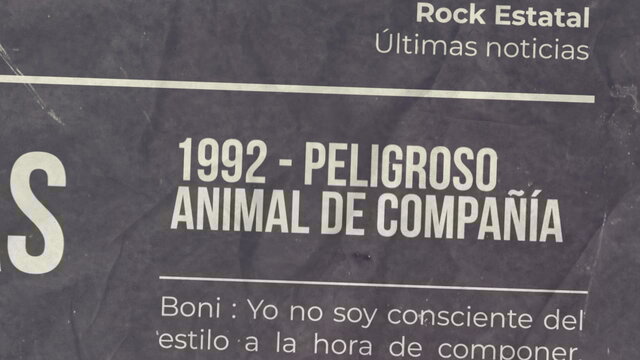 Rock Estatal
Últimas noticias
AS
1992 - PELIGROSO
ANIMAL DE COMPAÑÍA
Boni : Yo no soy consciente del
estilo a la hora de componer